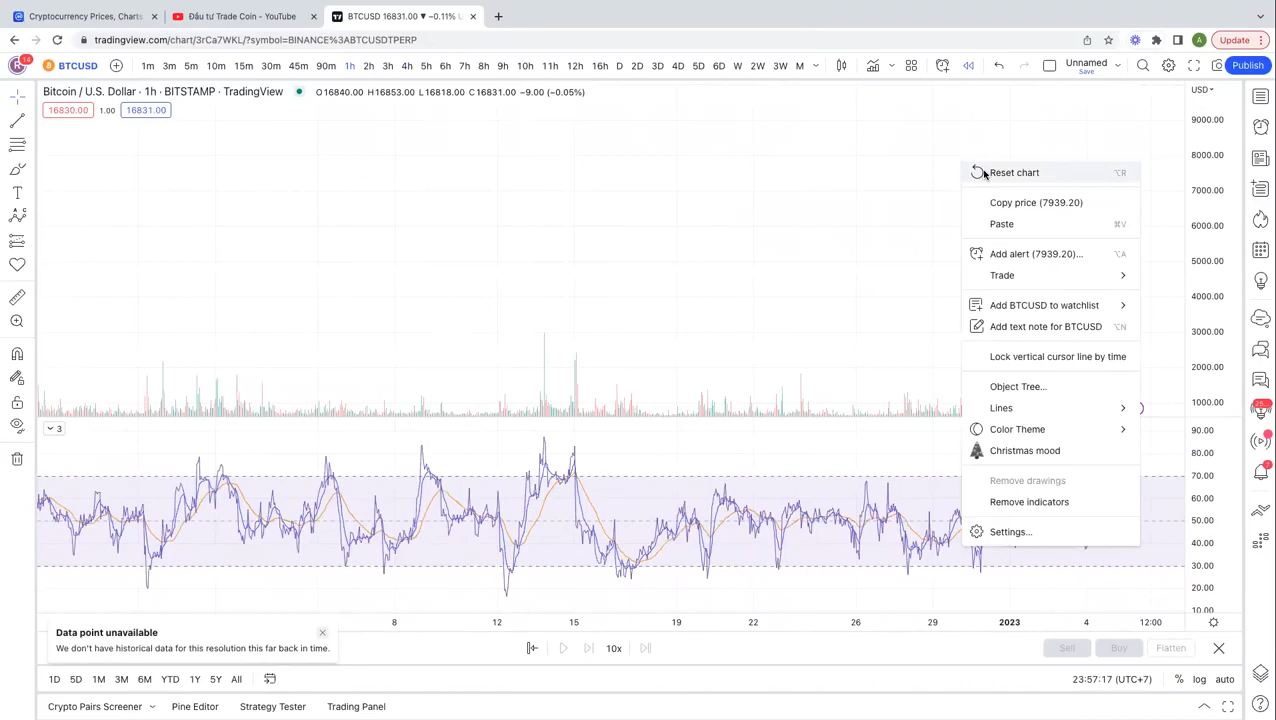 Cryptocurrency Prices, Charts
Đầu tư Trade Coin - YouTube
BTCUSD 16831.00 ▼ −0.11% U
tradingview.com/chart/3rCa7WKL/?symbol=BINANCE%3ABTCUSDTPERP
A
Update
14
BTCUSD
1m 3m 5m 10m 15m 30m 45m 90m 1h 2h 3h 4h 5h 6h 7h 8h 9h 10h 11h 12h 16h D 2D 3D 4D 5D 6D W 2W 3W M
Unnamed
Save
Publish
Bitcoin / U.S. Dollar · 1h · BITSTAMP · TradingView
O16840.00 H16853.00 L16818.00 C16831.00 −9.00 (−0.05%)
USD
16830.00 1.00 16831.00
9000.00
8000.00
7000.00
6000.00
5000.00
4000.00
3000.00
2000.00
1000.00
Reset chart ⌥R
Copy price (7939.20)
Paste ⌘V
Add alert (7939.20)... ⌥A
Trade
Add BTCUSD to watchlist
Add text note for BTCUSD ⌥N
Lock vertical cursor line by time
Object Tree...
Lines
Color Theme
Christmas mood
Remove drawings
Remove indicators
Settings...
3
90.00
80.00
70.00
60.00
50.00
40.00
30.00
20.00
10.00
8 12 15 19 22 26 29 2023 4 12:00
Data point unavailable
We don't have historical data for this resolution this far back in time.
10x
Sell Buy Flatten
1D 5D 1M 3M 6M YTD 1Y 5Y All
23:57:17 (UTC+7) % log auto
Crypto Pairs Screener Pine Editor Strategy Tester Trading Panel